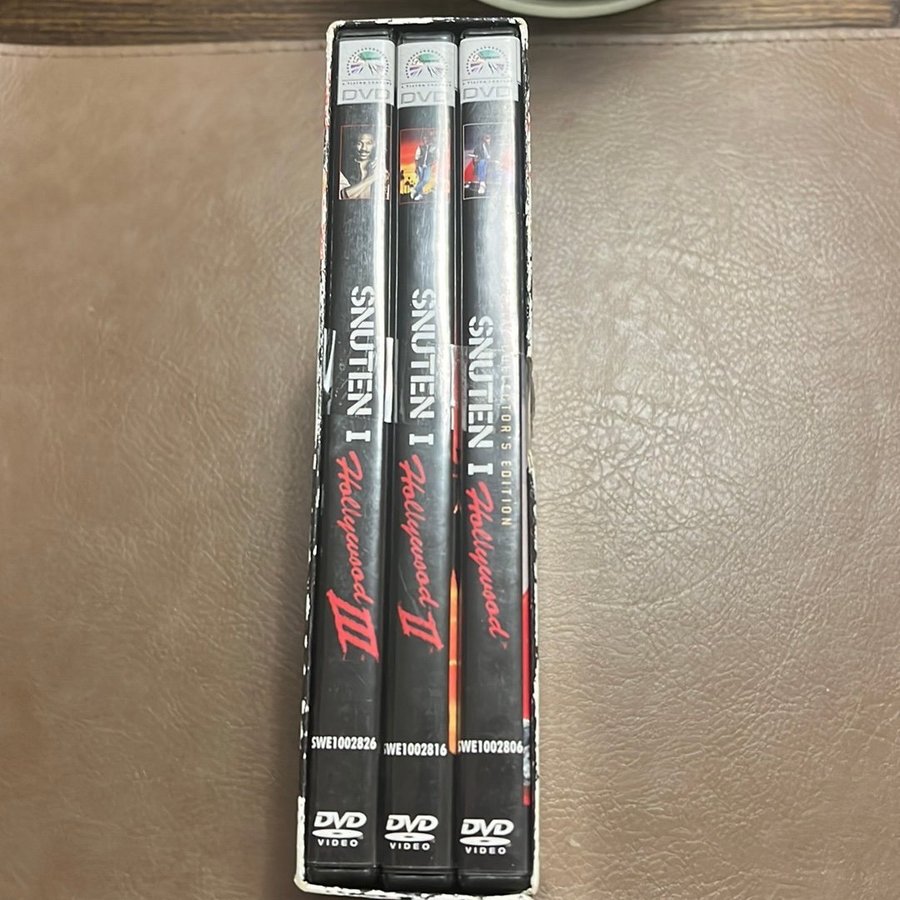 DVD
SNUTEN I
Hollywood III
SWE1002826
DVD
VIDEO
DVD
SNUTEN I
Hollywood II
SWE1002816
DVD
VIDEO
DVD
COLLECTOR'S EDITION
SNUTEN I
Hollywood
SWE1002806
DVD
VIDEO